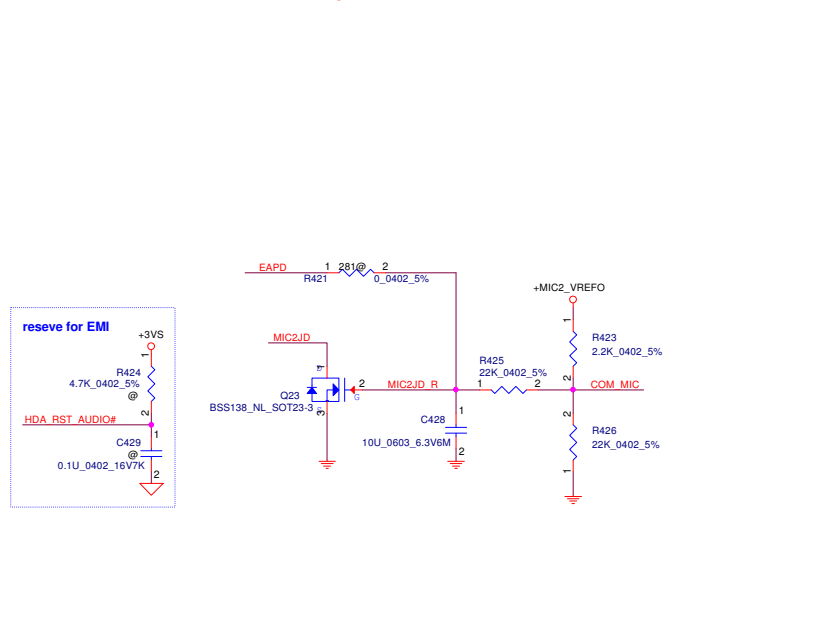 EAPD
1 281@ 2
R421
0_0402_5%
+MIC2_VREFO
reseve for EMI
+3VS
1
R424
4.7K_0402_5%
@
2
HDA_RST_AUDIO#
1
C429
@
0.1U_0402_16V7K
2
MIC2JD
1
D
Q23
BSS138_NL_SOT23-3
S
3
G
2
MIC2JD_R
1
C428
10U_0603_6.3V6M
2
R425
22K_0402_5%
1
2
1
R423
2.2K_0402_5%
2
COM_MIC
2
R426
22K_0402_5%
1